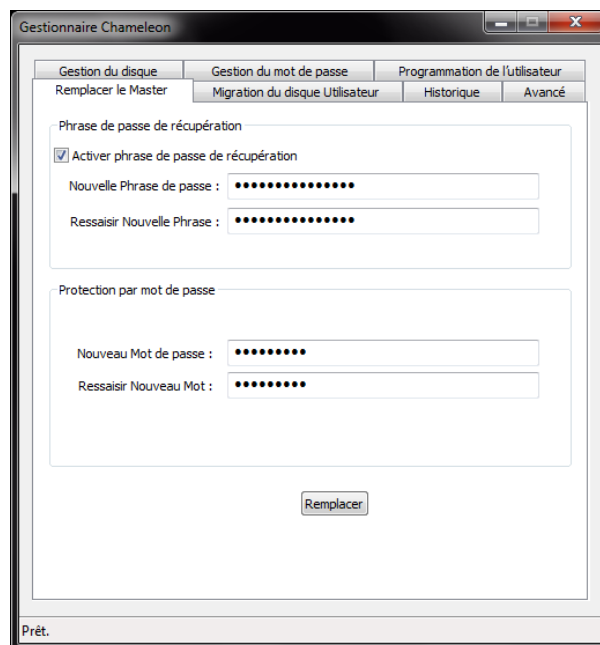 Gestionnaire Chameleon
Gestion du disque
Gestion du mot de passe
Programmation de l'utilisateur
Remplacer le Master
Migration du disque Utilisateur
Historique
Avancé
Phrase de passe de récupération
Activer phrase de passe de récupération
Nouvelle Phrase de passe : •••••••••••••••
Ressaisir Nouvelle Phrase : •••••••••••••••
Protection par mot de passe
Nouveau Mot de passe : •••••••••
Ressaisir Nouveau Mot : •••••••••
Remplacer
Prêt.